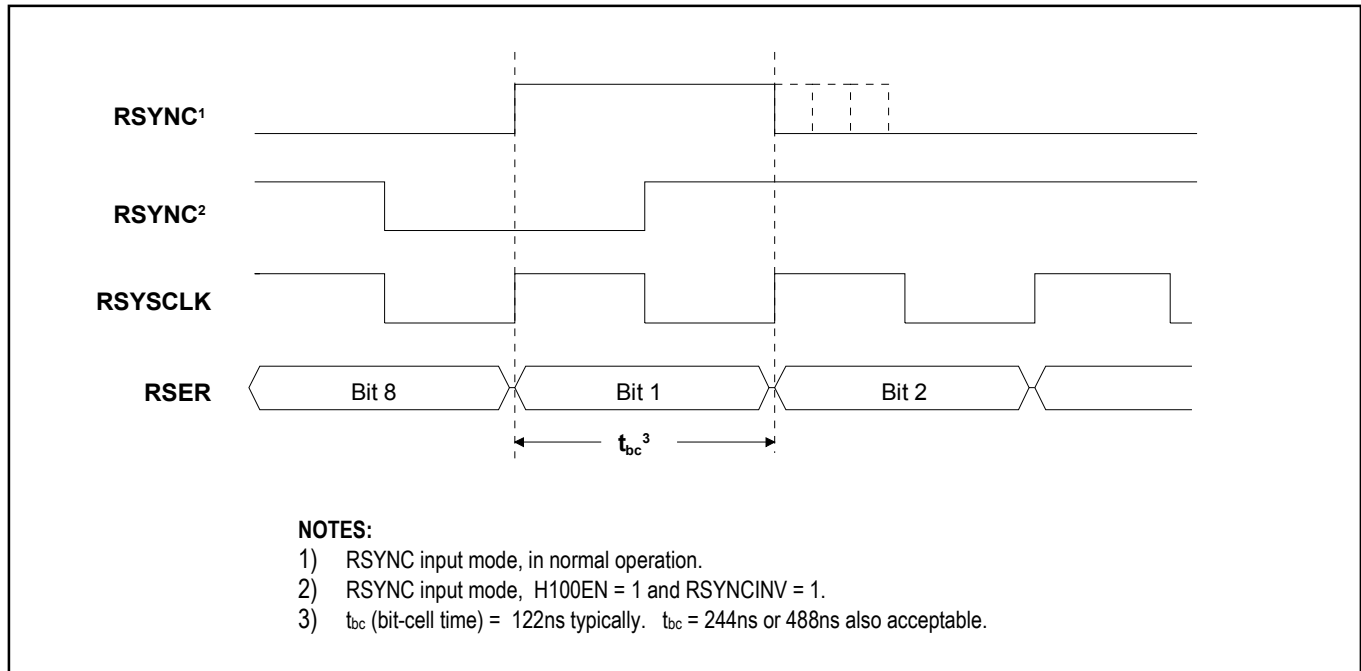 RSYNC¹
RSYNC²
RSYSCLK
RSER
Bit 8
Bit 1
Bit 2
tbc³
NOTES:
1) RSYNC input mode, in normal operation.
2) RSYNC input mode, H100EN = 1 and RSYNCINV = 1.
3) tbc (bit-cell time) = 122ns typically. tbc = 244ns or 488ns also acceptable.